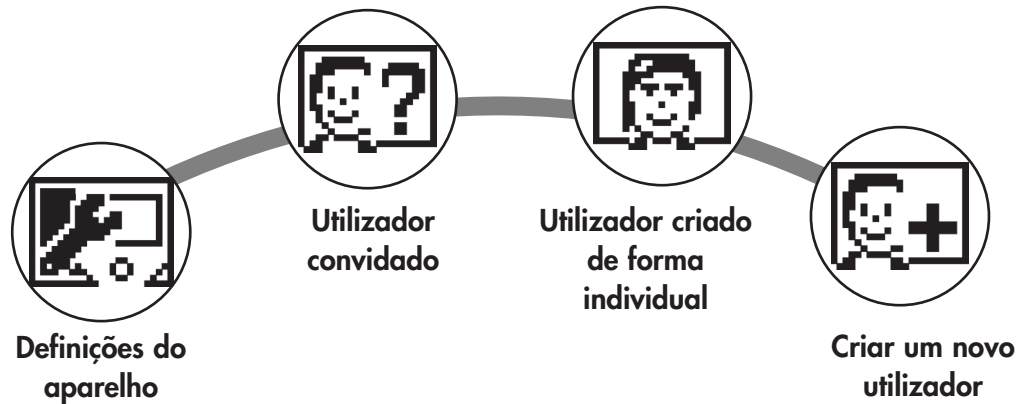 Utilizador
convidado
Utilizador criado
de forma
individual
Definições do
aparelho
Criar um novo
utilizador